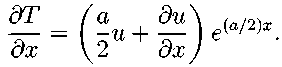 ∂T/∂x = (a/2 u + ∂u/∂x) e^{(a/2)x}.